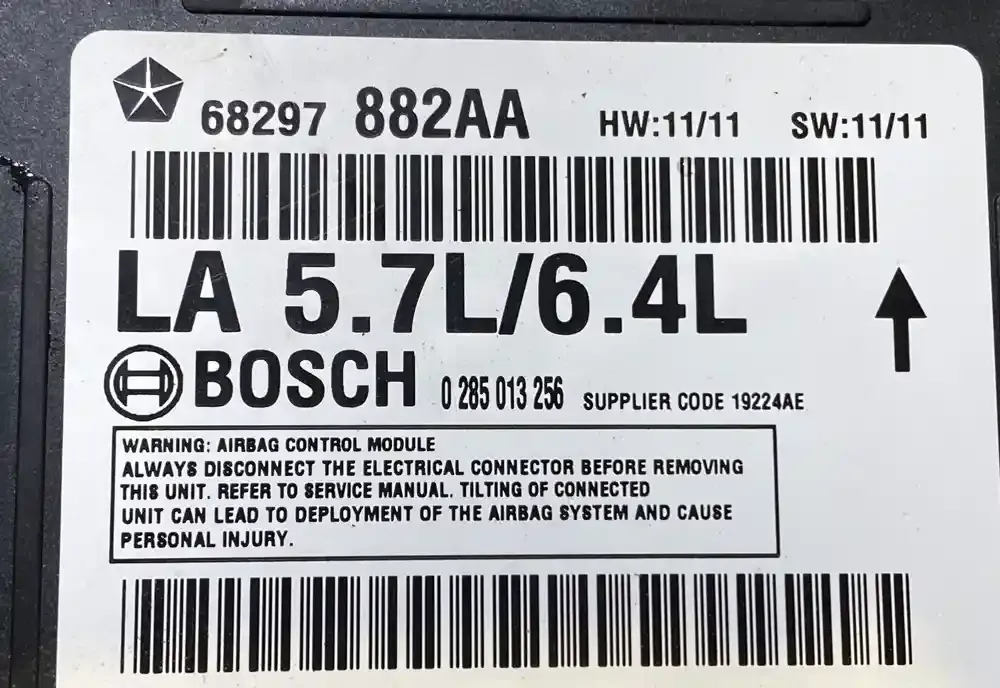 68297 882AA HW:11/11 SW:11/11
LA 5.7L/6.4L
BOSCH 0 285 013 256 SUPPLIER CODE 19224AE
WARNING: AIRBAG CONTROL MODULE
ALWAYS DISCONNECT THE ELECTRICAL CONNECTOR BEFORE REMOVING
THIS UNIT. REFER TO SERVICE MANUAL. TILTING OF CONNECTED
UNIT CAN LEAD TO DEPLOYMENT OF THE AIRBAG SYSTEM AND CAUSE
PERSONAL INJURY.